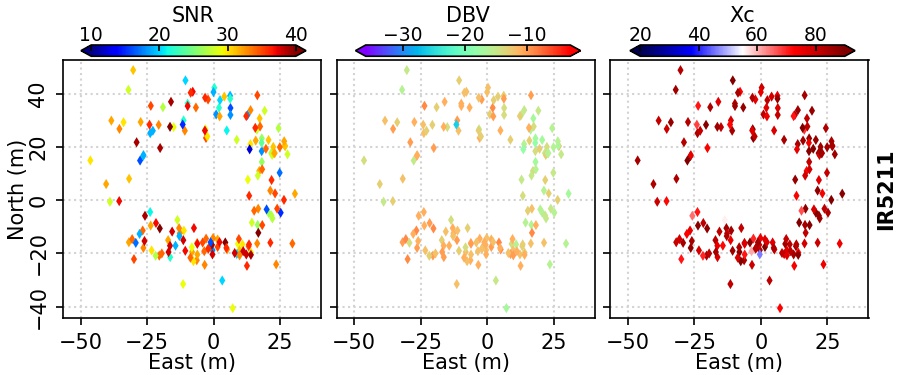 SNR DBV Xc
10 20 30 40 −30 −20 −10 20 40 60 80
40
20
0
−20
−40
North (m)
−50 −25 0 25 −50 −25 0 25 −50 −25 0 25
East (m) East (m) East (m)
IR5211